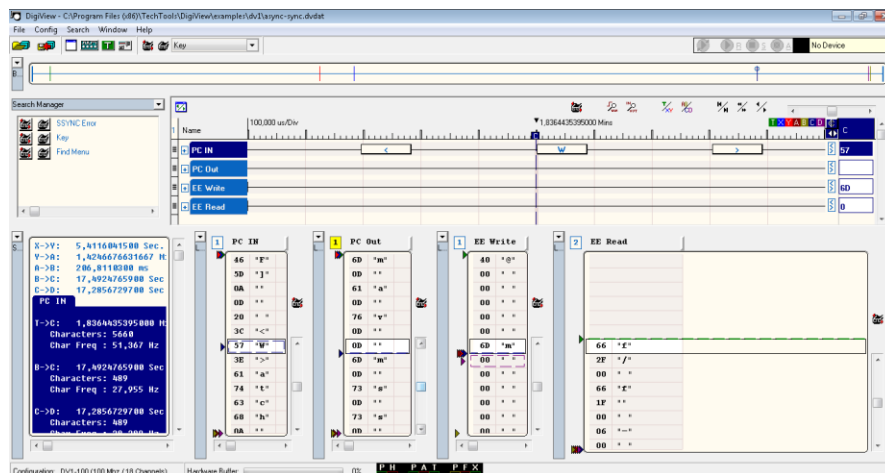 DigiView - C:\Program Files (x86)\TechTools\DigiView\examples\dv1\async-sync.dvdat
File Config Search Window Help
Key
No Device
B...
Search Manager
SSYNC Error
Key
Find Menu
1 Name
100,000 us/Div
1,8364435395000 Mins
T X Y A B C D
C
PC IN < W > 57
PC Out
EE Write 6D
EE Read 0
S... L... L... L... L...
X->Y: 5,4116041500 Sec.
Y->A: 1,4246676631667 M
A->B: 206,8110300 ms
B->C: 17,4924765900 Sec
C->D: 17,2856729700 Sec
PC IN
T->C: 1,8364435395000 M
Characters: 5660
Char Freq : 51,367 Hz
B->C: 17,4924765900 Sec
Characters: 489
Char Freq : 27,955 Hz
C->D: 17,2856729700 Sec
Characters: 489
1 PC IN
46 "F"
5D "]"
0A ""
0D ""
20 " "
3C "<"
57 "W"
3E ">"
61 "a"
74 "t"
63 "c"
68 "h"
0A ""
1 PC Out
6D "m"
0D ""
61 "a"
0D ""
76 "v"
0D ""
0D ""
6D "m"
0D ""
73 "s"
0D ""
73 "s"
0D ""
1 EE Write
40 "@"
00 " "
00 " "
00 " "
00 " "
00 " "
6D "m"
00 " "
00 " "
00 " "
00 " "
00 " "
00 " "
2 EE Read
66 "f"
2F "/"
00 " "
66 "f"
1F ""
00 " "
06 "–"
00 " "
Configuration: DV1-100 (100 Mhz / 18 Channels) Hardware Buffer: 0% PH PAT PFX